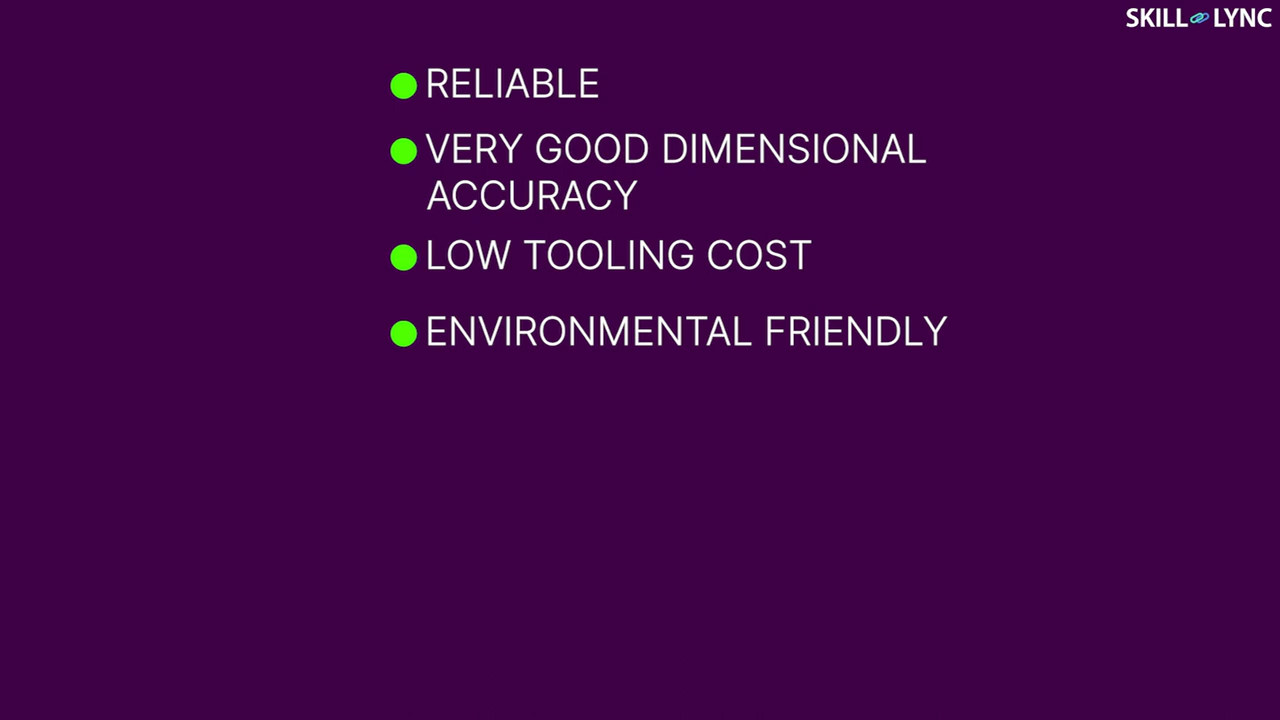 SKILL LYNC
RELIABLE
VERY GOOD DIMENSIONAL
ACCURACY
LOW TOOLING COST
ENVIRONMENTAL FRIENDLY